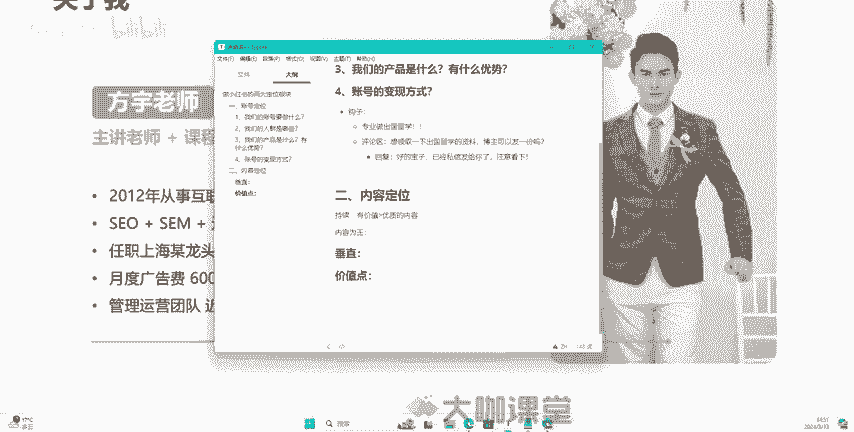 关于我
bilibili
方宇老师
主讲老师 + 课程
2012年从事互联
SEO + SEM +
任职上海某龙头
月度广告费 600
管理运营团队 近
文件(F) 编辑(E) 段落(P) 格式(O) 视图(V) 主题(T) 帮助(H)
文件 大纲
做小红书的两大定位板块
一、账号定位
1、我们的账号要做什么？
2、我们的人群是哪些？
3、我们的产品是什么？有什么优势？
4、账号的变现方式？
二、内容定位
垂直：
价值点：
3、我们的产品是什么？有什么优势？
4、账号的变现方式？
钩子：
专业做出国留学！！
评论区：想领取一下出国留学的资料，博主可以发一份吗？
回复：好的宝子，已经私信发给你了，注意看下！
二、内容定位
持续 有价值>优质的内容
内容为王：
垂直：
价值点：
大咖课堂
搜索